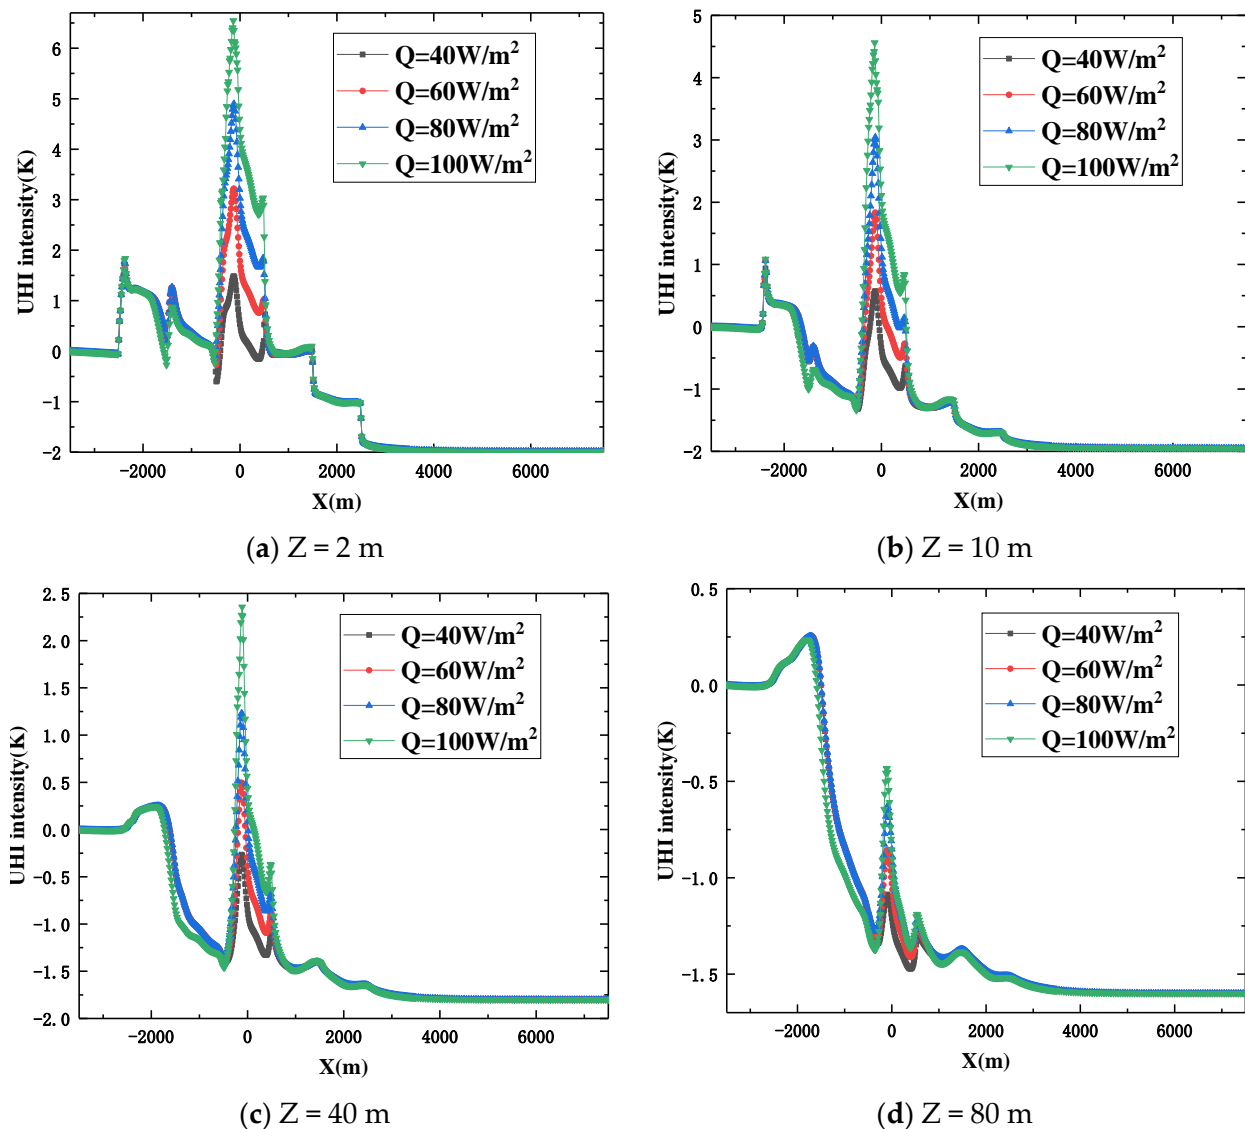 6
5
4
3
2
1
0
-1
-2
UHI intensity(K)
Q=40W/m²
Q=60W/m²
Q=80W/m²
Q=100W/m²
-2000 0 2000 4000 6000
X(m)
(a) Z = 2 m
5
4
3
2
1
0
-1
-2
UHI intensity(K)
Q=40W/m²
Q=60W/m²
Q=80W/m²
Q=100W/m²
-2000 0 2000 4000 6000
X(m)
(b) Z = 10 m
2.5
2.0
1.5
1.0
0.5
0.0
-0.5
-1.0
-1.5
-2.0
UHI intensity(K)
Q=40W/m²
Q=60W/m²
Q=80W/m²
Q=100W/m²
-2000 0 2000 4000 6000
X(m)
(c) Z = 40 m
0.5
0.0
-0.5
-1.0
-1.5
UHI intensity(K)
Q=40W/m²
Q=60W/m²
Q=80W/m²
Q=100W/m²
-2000 0 2000 4000 6000
X(m)
(d) Z = 80 m